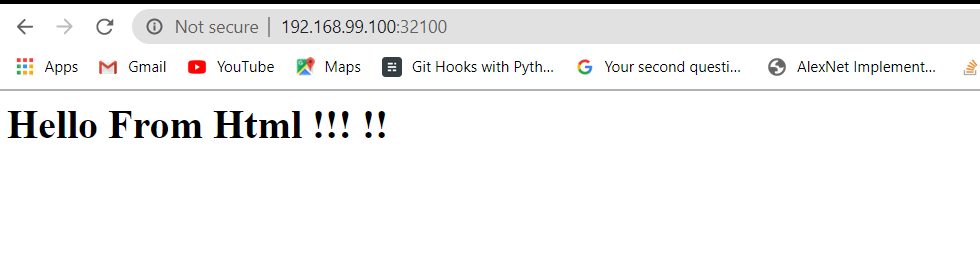 Not secure | 192.168.99.100:32100
Apps Gmail YouTube Maps Git Hooks with Pyth... Your second questi... AlexNet Implement...
Hello From Html !!! !!